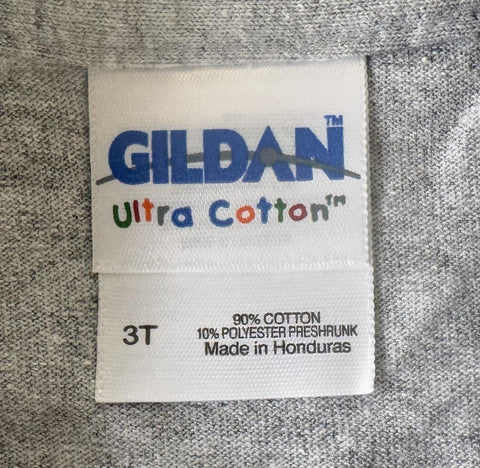 GILDAN™
Ultra Cotton™
3T
90% COTTON
10% POLYESTER PRESHRUNK
Made in Honduras